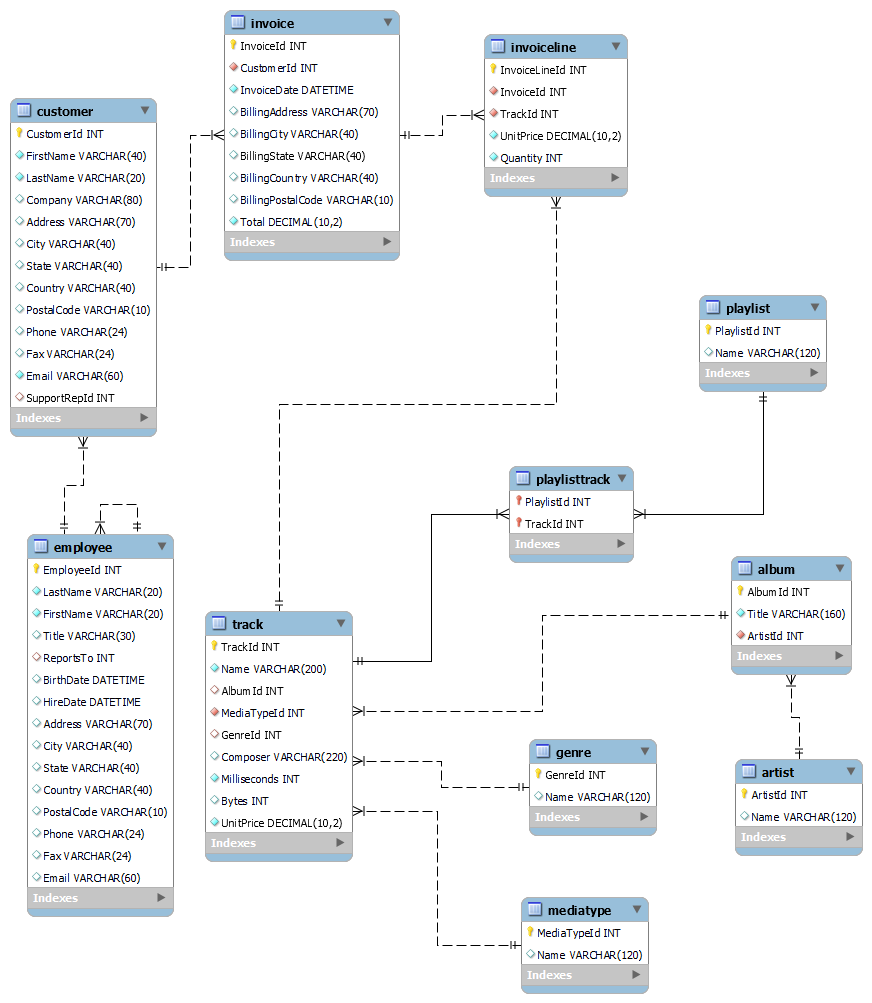 invoice
InvoiceId INT
CustomerId INT
InvoiceDate DATETIME
BillingAddress VARCHAR(70)
BillingCity VARCHAR(40)
BillingState VARCHAR(40)
BillingCountry VARCHAR(40)
BillingPostalCode VARCHAR(10)
Total DECIMAL(10,2)
Indexes
invoiceline
InvoiceLineId INT
InvoiceId INT
TrackId INT
UnitPrice DECIMAL(10,2)
Quantity INT
Indexes
customer
CustomerId INT
FirstName VARCHAR(40)
LastName VARCHAR(20)
Company VARCHAR(80)
Address VARCHAR(70)
City VARCHAR(40)
State VARCHAR(40)
Country VARCHAR(40)
PostalCode VARCHAR(10)
Phone VARCHAR(24)
Fax VARCHAR(24)
Email VARCHAR(60)
SupportRepId INT
Indexes
playlist
PlaylistId INT
Name VARCHAR(120)
Indexes
playlisttrack
PlaylistId INT
TrackId INT
Indexes
employee
EmployeeId INT
LastName VARCHAR(20)
FirstName VARCHAR(20)
Title VARCHAR(30)
ReportsTo INT
BirthDate DATETIME
HireDate DATETIME
Address VARCHAR(70)
City VARCHAR(40)
State VARCHAR(40)
Country VARCHAR(40)
PostalCode VARCHAR(10)
Phone VARCHAR(24)
Fax VARCHAR(24)
Email VARCHAR(60)
Indexes
track
TrackId INT
Name VARCHAR(200)
AlbumId INT
MediaTypeId INT
GenreId INT
Composer VARCHAR(220)
Milliseconds INT
Bytes INT
UnitPrice DECIMAL(10,2)
Indexes
album
AlbumId INT
Title VARCHAR(160)
ArtistId INT
Indexes
genre
GenreId INT
Name VARCHAR(120)
Indexes
artist
ArtistId INT
Name VARCHAR(120)
Indexes
mediatype
MediaTypeId INT
Name VARCHAR(120)
Indexes